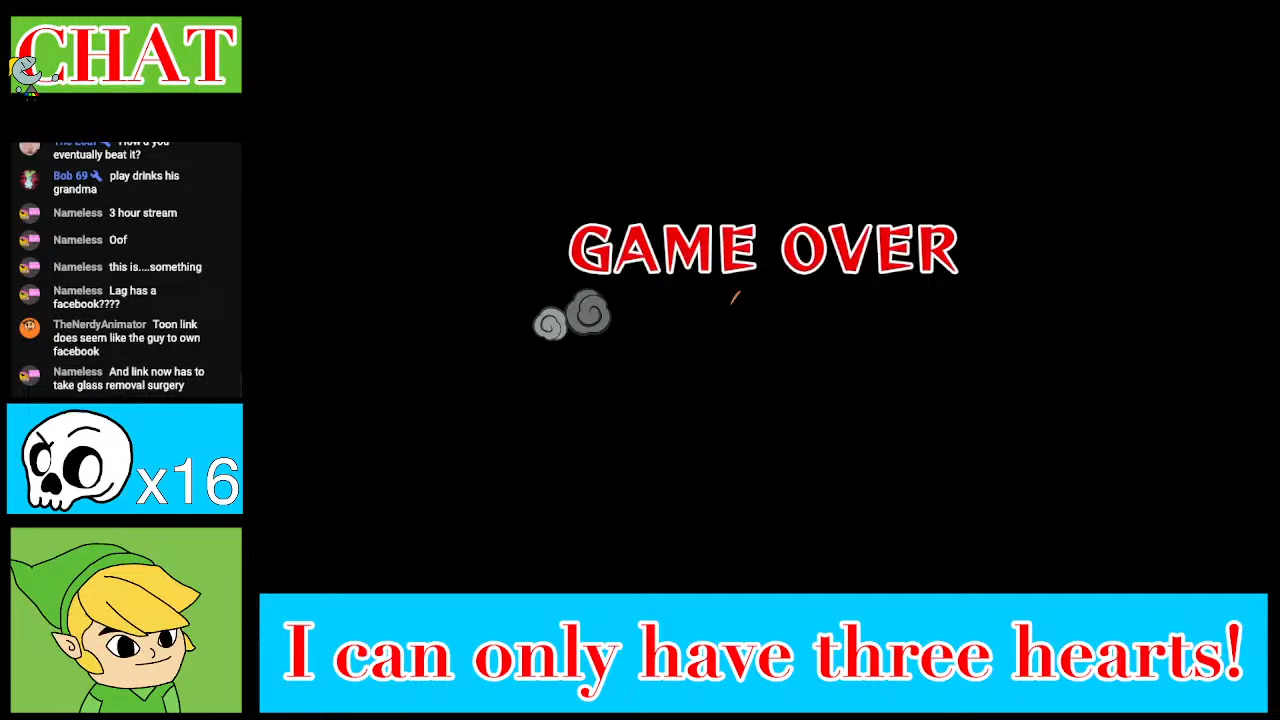 CHAT
eventually beat it?
Bob 69 play drinks his
grandma
Nameless 3 hour stream
Nameless Oof
Nameless this is....something
Nameless Lag has a
facebook????
TheNerdyAnimator Toon link
does seem like the guy to own
facebook
Nameless And link now has to
take glass removal surgery
x16
GAME OVER
I can only have three hearts!